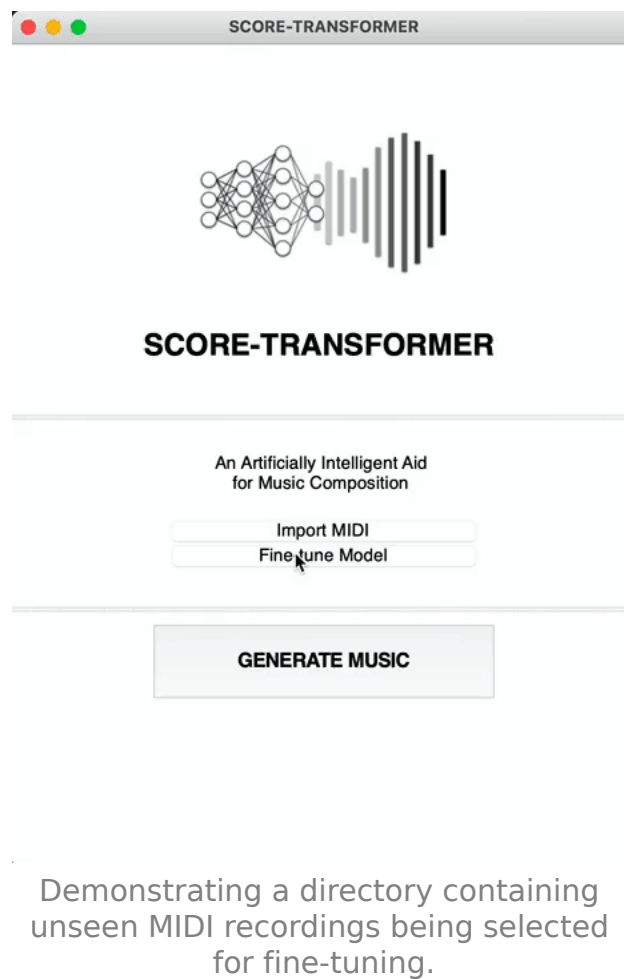 SCORE-TRANSFORMER
SCORE-TRANSFORMER
An Artificially Intelligent Aid
for Music Composition
Import MIDI
Fine-tune Model
GENERATE MUSIC
Demonstrating a directory containing
unseen MIDI recordings being selected
for fine-tuning.